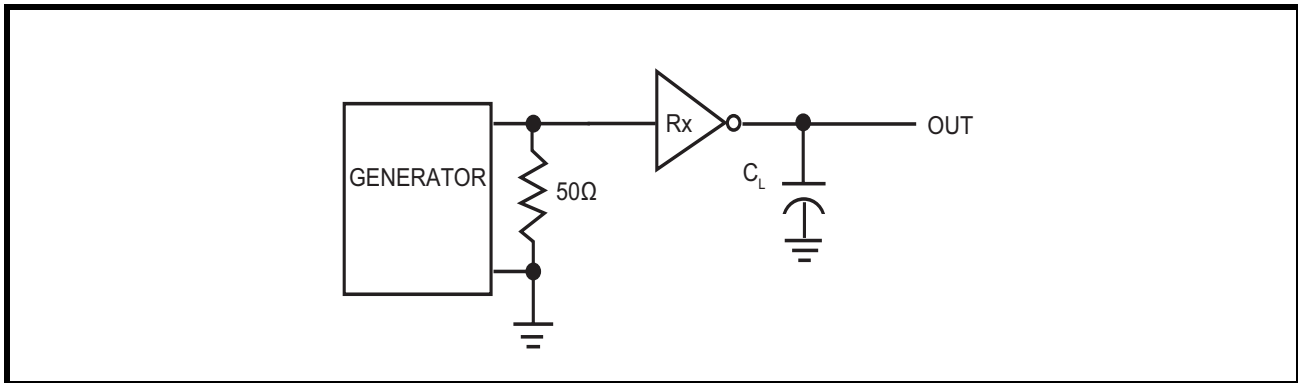 GENERATOR
50Ω
Rx
C_L
OUT